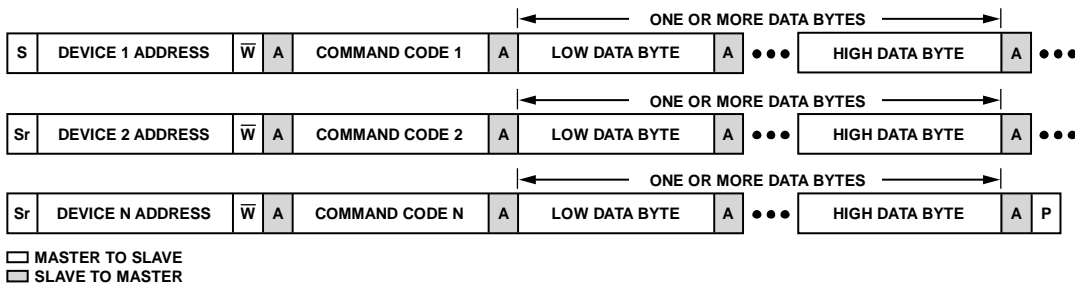 ONE OR MORE DATA BYTES
S DEVICE 1 ADDRESS W̅ A COMMAND CODE 1 A LOW DATA BYTE A ••• HIGH DATA BYTE A •••
ONE OR MORE DATA BYTES
Sr DEVICE 2 ADDRESS W̅ A COMMAND CODE 2 A LOW DATA BYTE A ••• HIGH DATA BYTE A •••
ONE OR MORE DATA BYTES
Sr DEVICE N ADDRESS W̅ A COMMAND CODE N A LOW DATA BYTE A ••• HIGH DATA BYTE A P
MASTER TO SLAVE
SLAVE TO MASTER